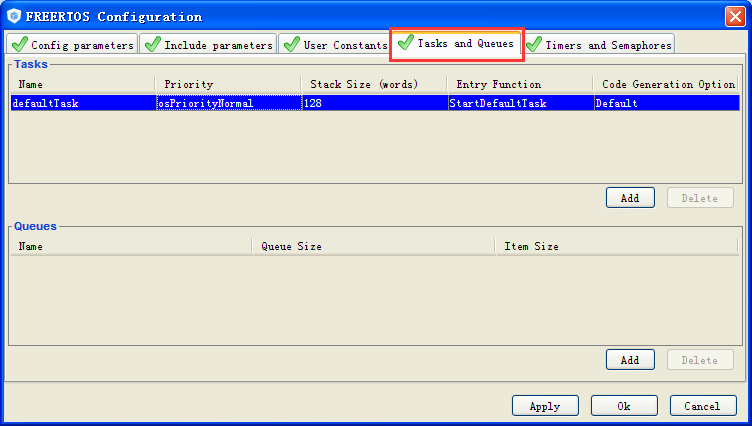 FREERTOS Configuration
Config parameters Include parameters User Constants Tasks and Queues Timers and Semaphores
Tasks
Name Priority Stack Size (words) Entry Function Code Generation Option
defaultTask osPriorityNormal 128 StartDefaultTask Default
Add Delete
Queues
Name Queue Size Item Size
Add Delete
Apply Ok Cancel